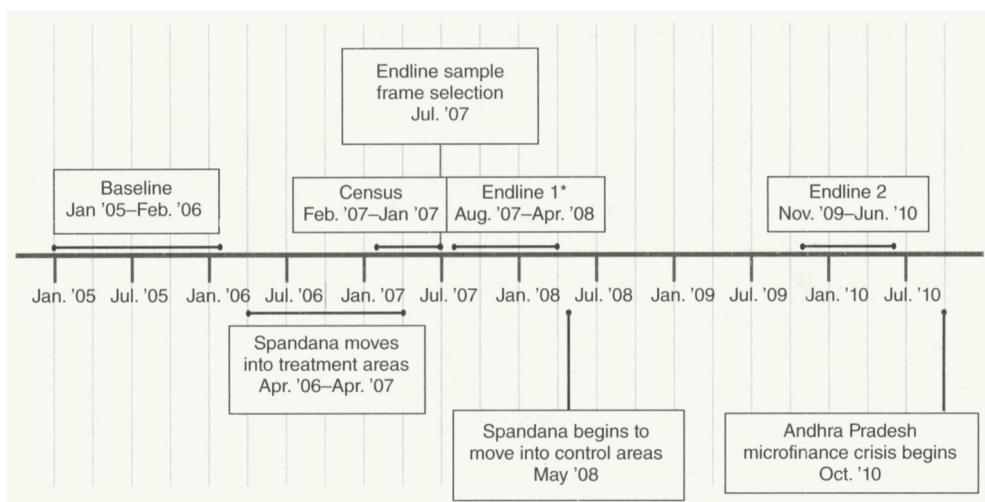 Endline sample
frame selection
Jul. '07
Baseline
Jan '05–Feb. '06
Census
Feb. '07–Jan '07
Endline 1*
Aug. '07–Apr. '08
Endline 2
Nov. '09–Jun. '10
Jan. '05 Jul. '05 Jan. '06 Jul. '06 Jan. '07 Jul. '07 Jan. '08 Jul. '08 Jan. '09 Jul. '09 Jan. '10 Jul. '10
Spandana moves
into treatment areas
Apr. '06–Apr. '07
Spandana begins to
move into control areas
May '08
Andhra Pradesh
microfinance crisis begins
Oct. '10